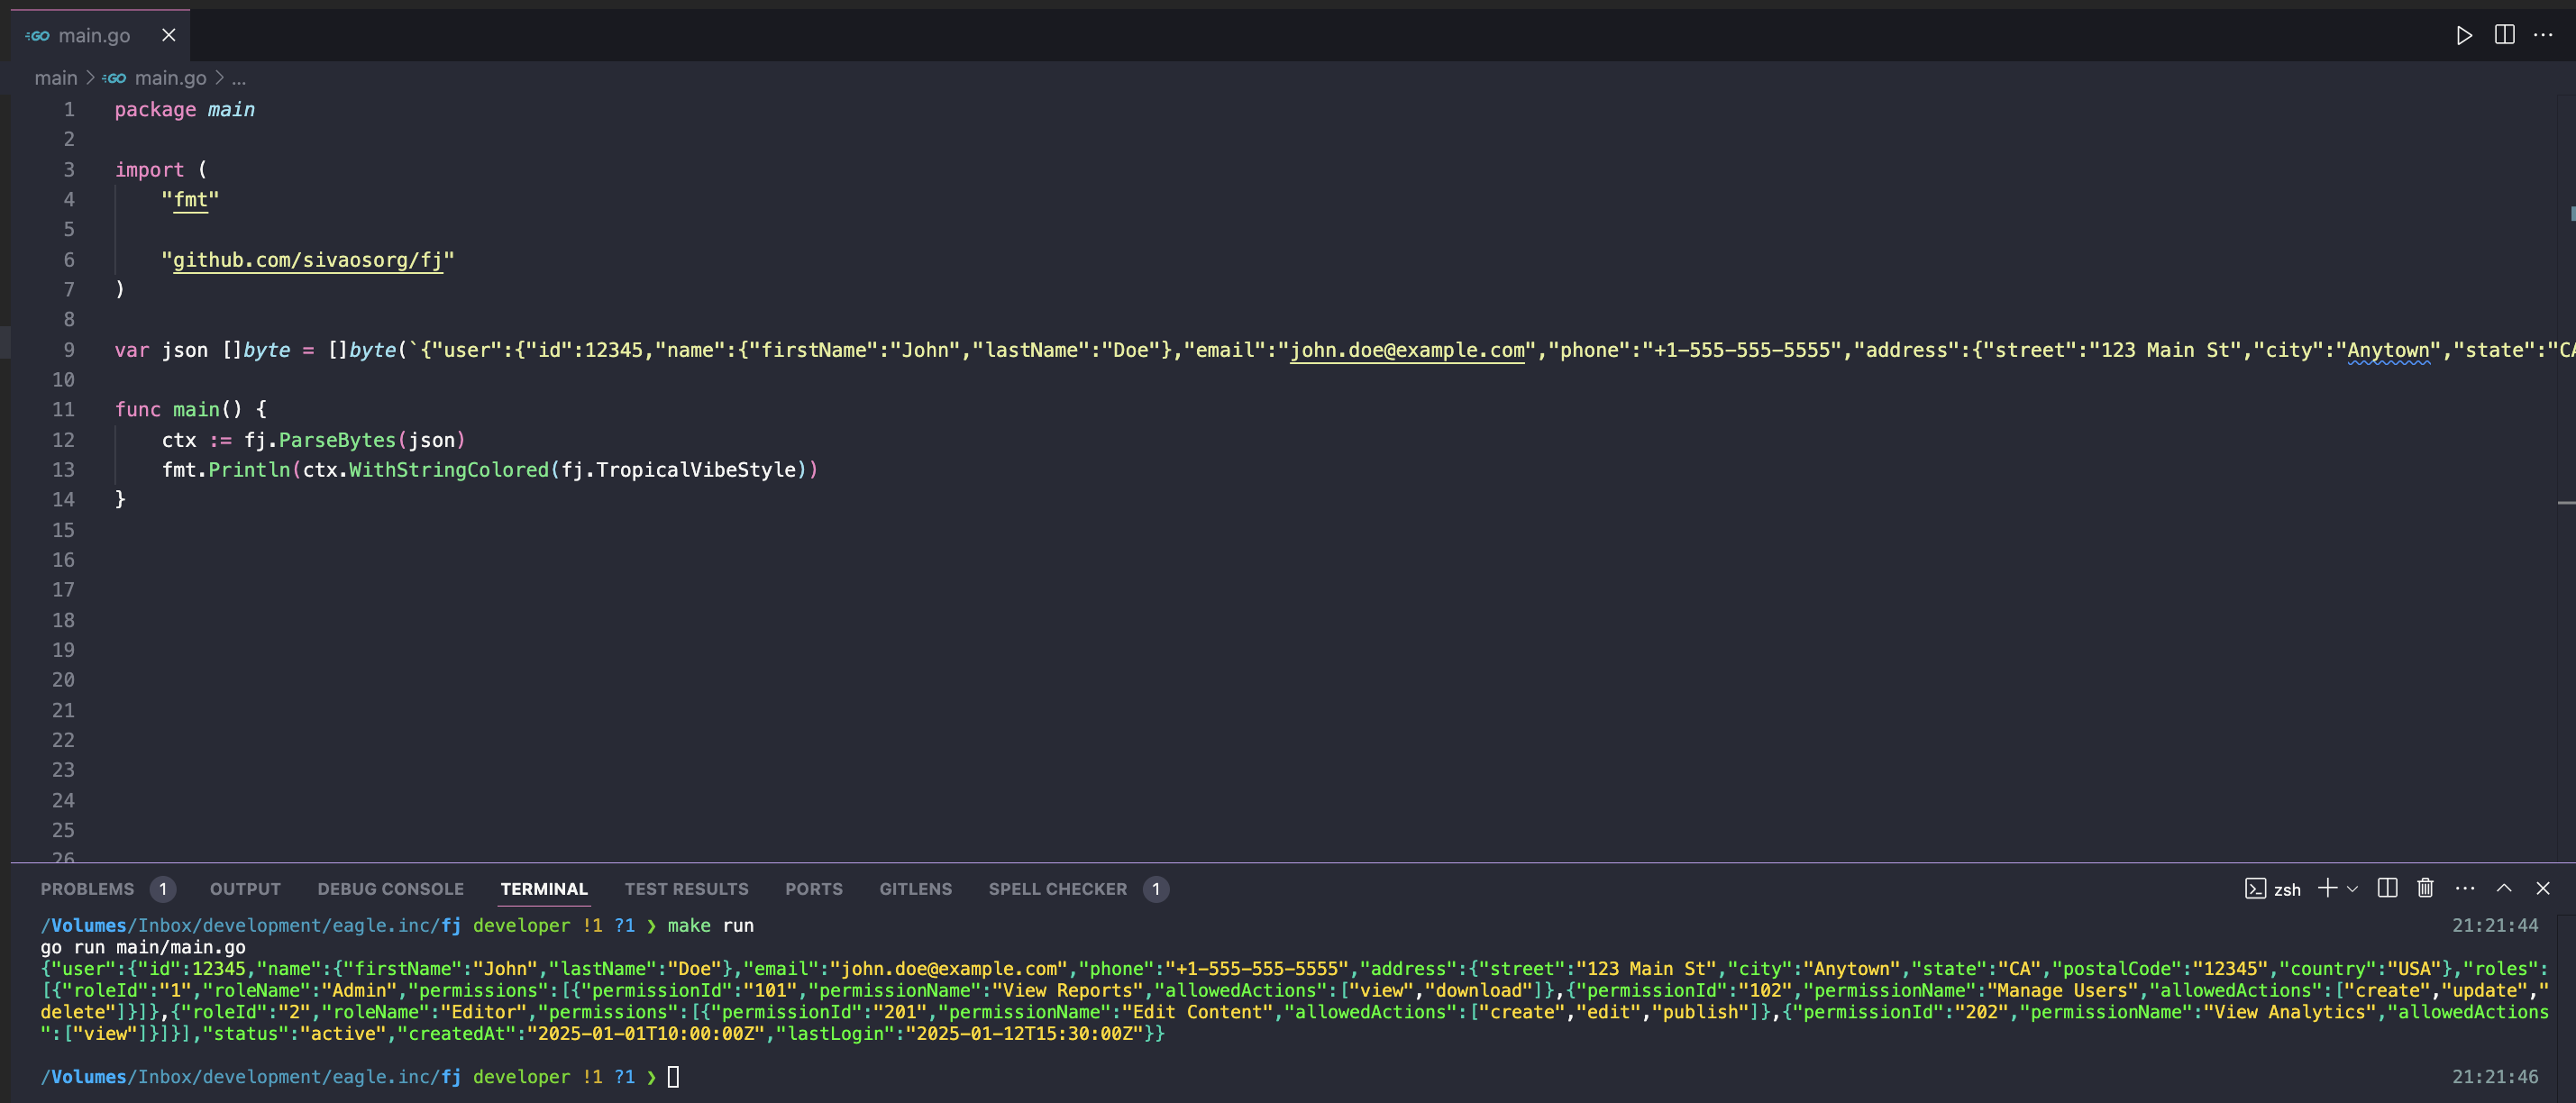 GO main.go
main > GO main.go > ...
1 package main
2
3 import (
4 "fmt"
5
6 "github.com/sivaosorg/fj"
7 )
8
9 var json []byte = []byte(`{"user":{"id":12345,"name":{"firstName":"John","lastName":"Doe"},"email":"john.doe@example.com","phone":"+1-555-555-5555","address":{"street":"123 Main St","city":"Anytown","state":"CA
10
11 func main() {
12 ctx := fj.ParseBytes(json)
13 fmt.Println(ctx.WithStringColored(fj.TropicalVibeStyle))
14 }
15
16
17
18
19
20
21
22
23
24
25
26
PROBLEMS 1 OUTPUT DEBUG CONSOLE TERMINAL TEST RESULTS PORTS GITLENS SPELL CHECKER 1 zsh
/Volumes/Inbox/development/eagle.inc/fj developer !1 ?1 ❯ make run 21:21:44
go run main/main.go
{"user":{"id":12345,"name":{"firstName":"John","lastName":"Doe"},"email":"john.doe@example.com","phone":"+1-555-555-5555","address":{"street":"123 Main St","city":"Anytown","state":"CA","postalCode":"12345","country":"USA"},"roles":
[{"roleId":"1","roleName":"Admin","permissions":[{"permissionId":"101","permissionName":"View Reports","allowedActions":["view","download"]},{"permissionId":"102","permissionName":"Manage Users","allowedActions":["create","update","
delete"]}]},{"roleId":"2","roleName":"Editor","permissions":[{"permissionId":"201","permissionName":"Edit Content","allowedActions":["create","edit","publish"]},{"permissionId":"202","permissionName":"View Analytics","allowedActions
":["view"]}]}],"status":"active","createdAt":"2025-01-01T10:00:00Z","lastLogin":"2025-01-12T15:30:00Z"}}
/Volumes/Inbox/development/eagle.inc/fj developer !1 ?1 ❯ 21:21:46